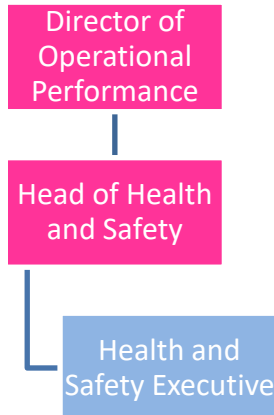 Director of
Operational
Performance
Head of Health
and Safety
Health and
Safety Executive